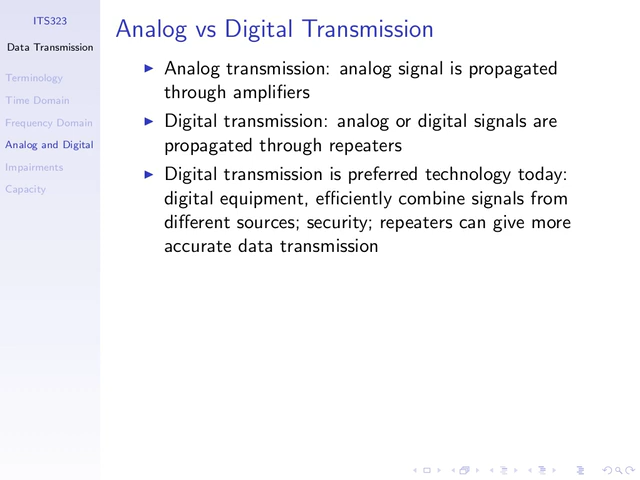 ITS323
Data Transmission
Terminology
Time Domain
Frequency Domain
Analog and Digital
Impairments
Capacity
Analog vs Digital Transmission
Analog transmission: analog signal is propagated
through amplifiers
Digital transmission: analog or digital signals are
propagated through repeaters
Digital transmission is preferred technology today:
digital equipment, efficiently combine signals from
different sources; security; repeaters can give more
accurate data transmission